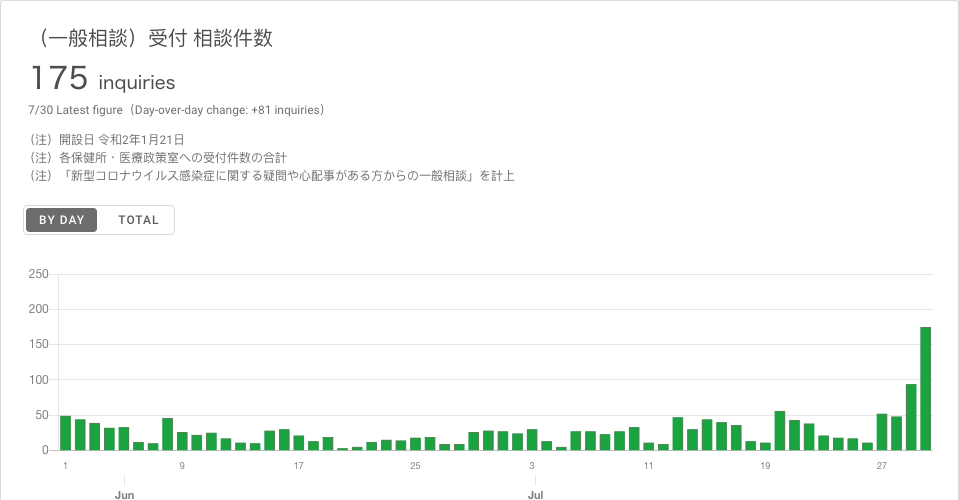 （一般相談）受付 相談件数
175 inquiries
7/30 Latest figure（Day-over-day change: +81 inquiries）
（注）開設日 令和2年1月21日
（注）各保健所・医療政策室への受付件数の合計
（注）「新型コロナウイルス感染症に関する疑問や心配事がある方からの一般相談」を計上
BY DAY TOTAL
250
200
150
100
50
0
1 9 17 25 3 11 19 27
Jun Jul